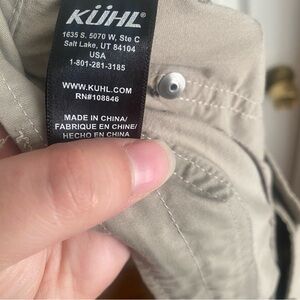 KÜHL®
1635 S. 5070 W, Ste C
Salt Lake, UT 84104
USA
1-801-281-3185
WWW.KUHL.COM
RN#108846
MADE IN CHINA/
FABRIQUE EN CHINE/
HECHO EN CHINA